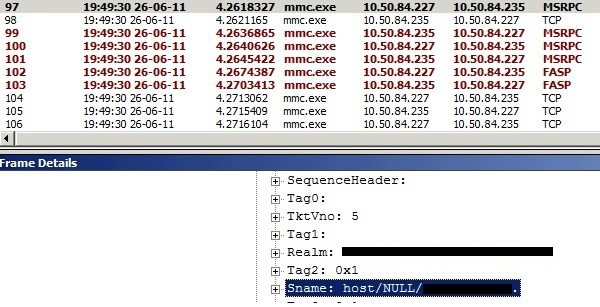 97 19:49:30 26-06-11 4.2618327 mmc.exe 10.50.84.227 10.50.84.235 MSRPC
98 19:49:30 26-06-11 4.2621165 mmc.exe 10.50.84.235 10.50.84.227 TCP
99 19:49:30 26-06-11 4.2636865 mmc.exe 10.50.84.227 10.50.84.235 MSRPC
100 19:49:30 26-06-11 4.2640626 mmc.exe 10.50.84.235 10.50.84.227 MSRPC
101 19:49:30 26-06-11 4.2645422 mmc.exe 10.50.84.227 10.50.84.235 MSRPC
102 19:49:30 26-06-11 4.2674387 mmc.exe 10.50.84.227 10.50.84.235 FASP
103 19:49:30 26-06-11 4.2703413 mmc.exe 10.50.84.235 10.50.84.227 FASP
104 19:49:30 26-06-11 4.2713062 mmc.exe 10.50.84.227 10.50.84.235 TCP
105 19:49:30 26-06-11 4.2715409 mmc.exe 10.50.84.235 10.50.84.227 TCP
106 19:49:30 26-06-11 4.2716104 mmc.exe 10.50.84.227 10.50.84.235 TCP
Frame Details
SequenceHeader:
Tag0:
TktVno: 5
Tag1:
Realm:
Tag2: 0x1
Sname: host/NULL/ .